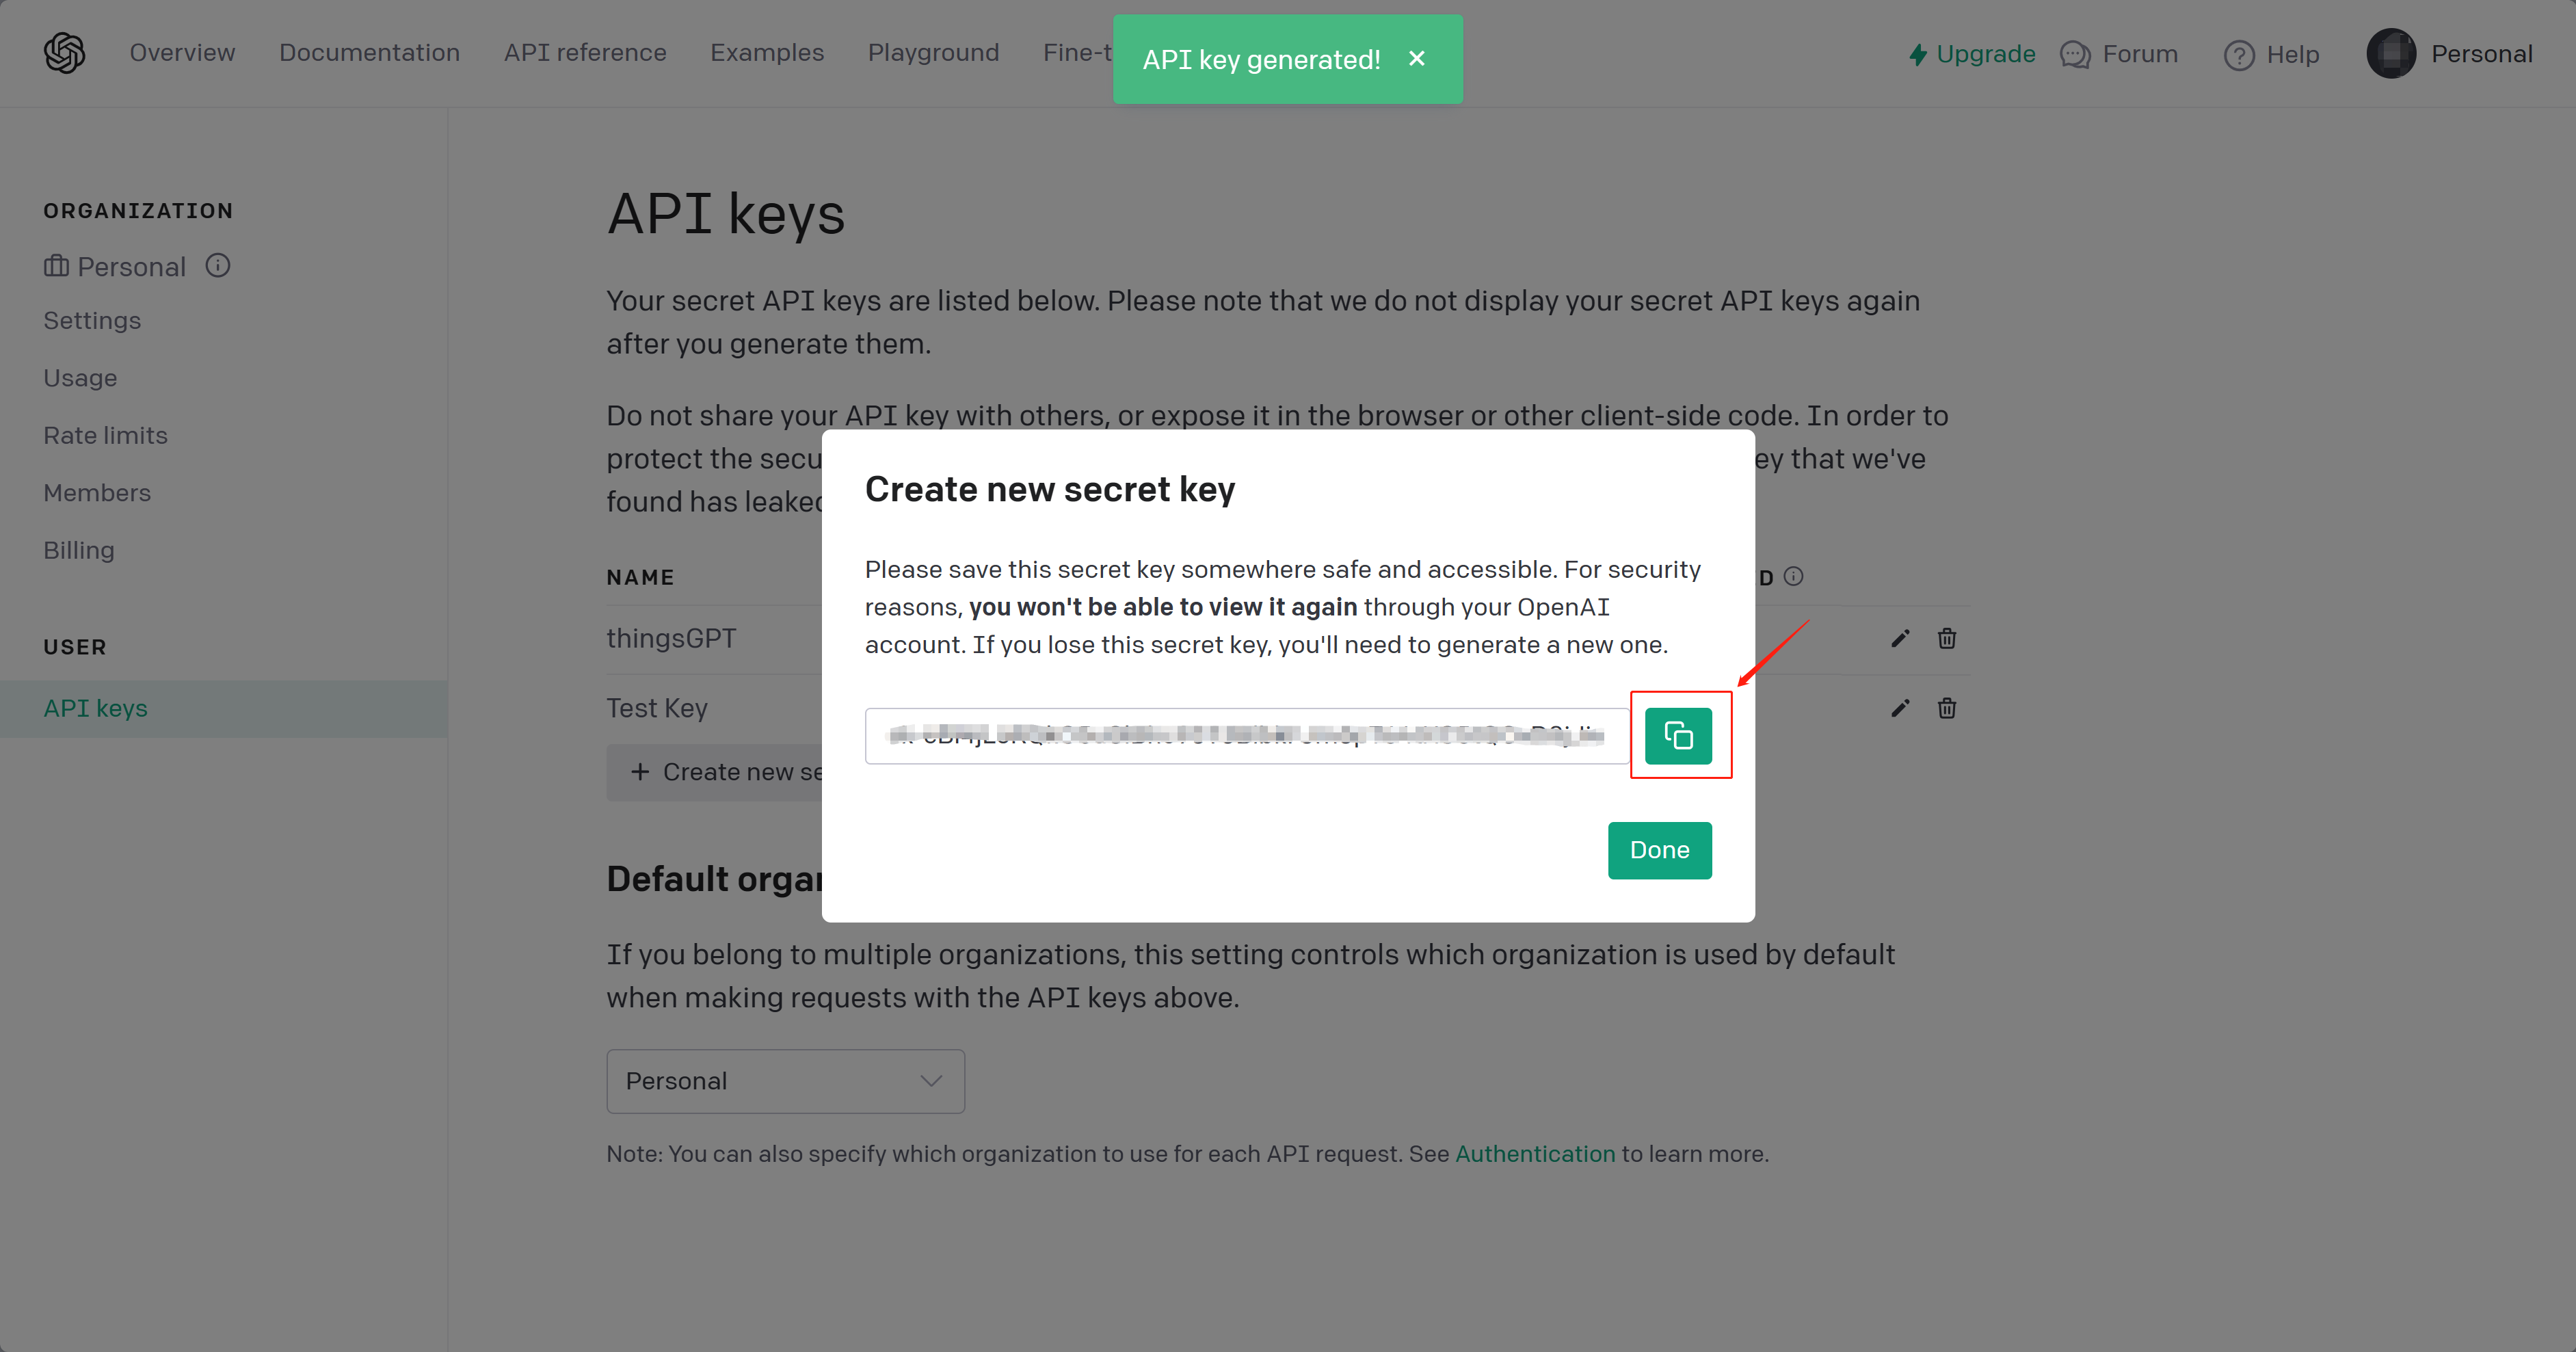 Overview Documentation API reference Examples Playground Fine-t
API key generated! ×
Upgrade Forum Help Personal
ORGANIZATION
Personal
Settings
Usage
Rate limits
Members
Billing
USER
API keys
API keys
Your secret API keys are listed below. Please note that we do not display your secret API keys again
after you generate them.
Do not share your API key with others, or expose it in the browser or other client-side code. In order to
protect the secu ey that we've
found has leaked
NAME D
thingsGPT
Test Key
+ Create new se
Create new secret key
Please save this secret key somewhere safe and accessible. For security
reasons, you won't be able to view it again through your OpenAI
account. If you lose this secret key, you'll need to generate a new one.
Done
Default organ
If you belong to multiple organizations, this setting controls which organization is used by default
when making requests with the API keys above.
Personal
Note: You can also specify which organization to use for each API request. See Authentication to learn more.